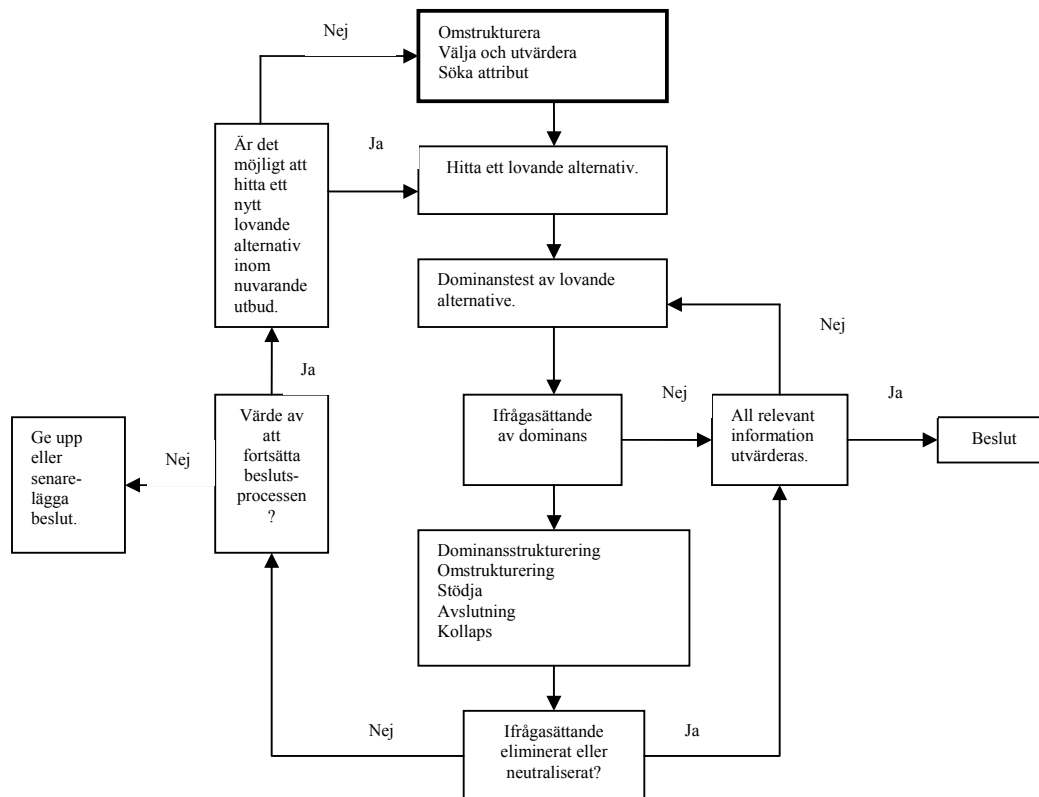 Nej
Omstrukturera
Välja och utvärdera
Söka attribut
Är det
möjligt att
hitta ett
nytt
lovande
alternativ
inom
nuvarande
utbud.
Ja
Hitta ett lovande alternativ.
Dominanstest av lovande
alternative.
Nej
Ja
Ge upp
eller
senare-
lägga
beslut.
Nej
Värde av
att
fortsätta
besluts-
processen
?
Ifrågasättande
av dominans
Nej
All relevant
information
utvärderas.
Ja
Beslut
Dominansstrukturering
Omstrukturering
Stödja
Avslutning
Kollaps
Nej
Ifrågasättande
eliminerat eller
neutraliserat?
Ja